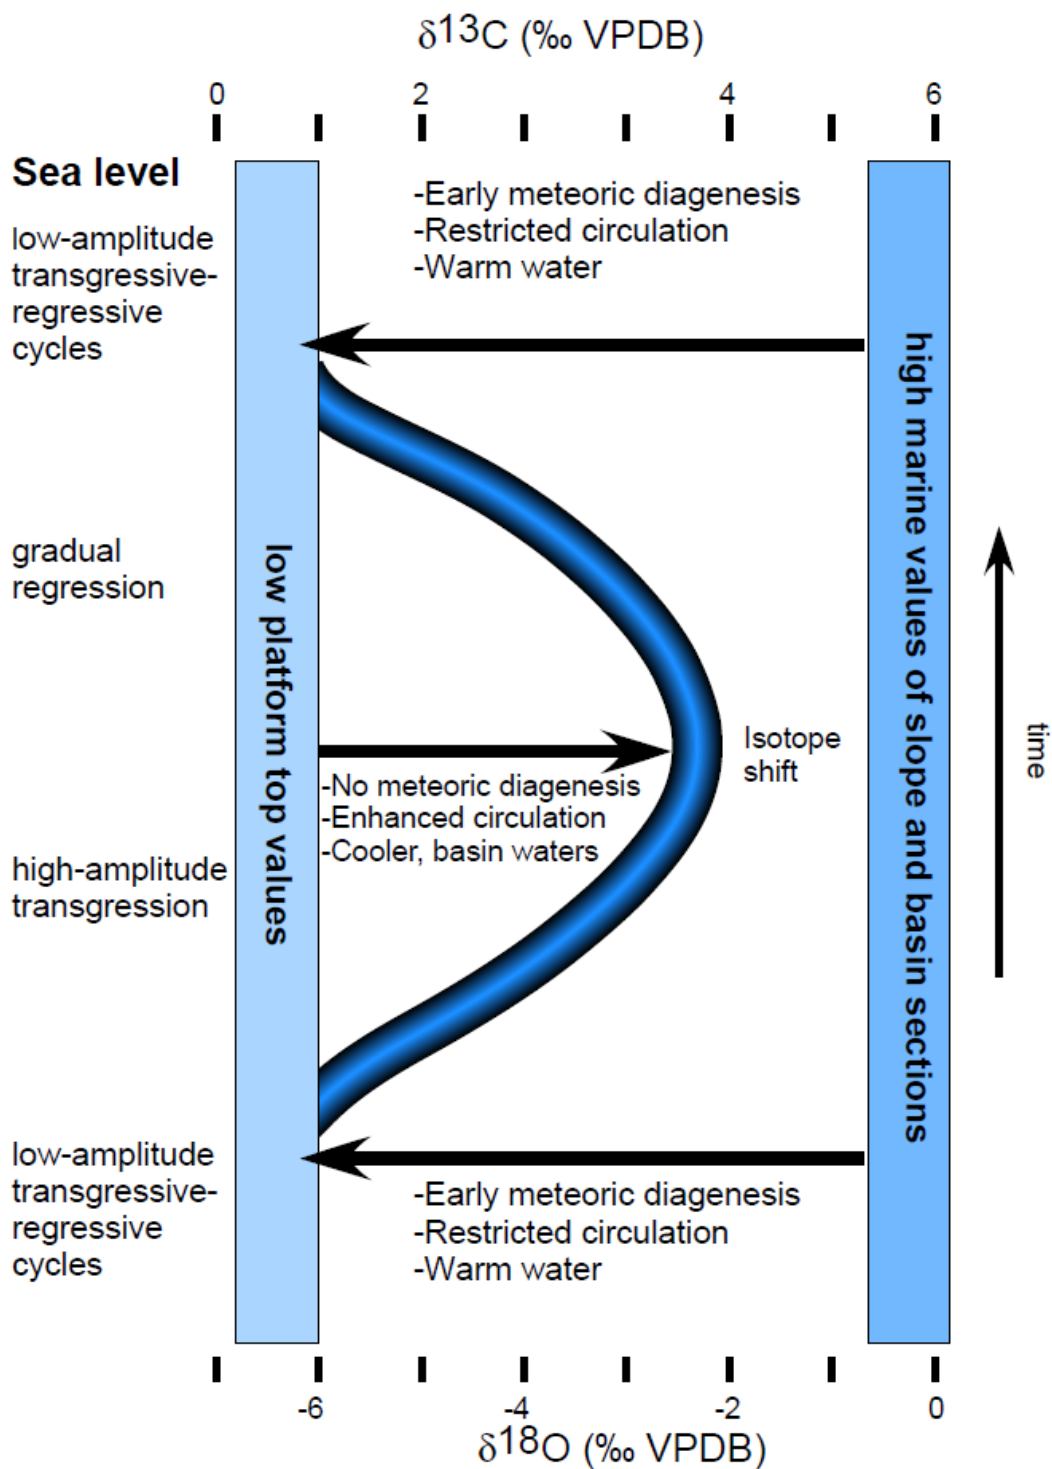 δ13C (‰ VPDB)
0 2 4 6
Sea level
low-amplitude
transgressive-
regressive
cycles
-Early meteoric diagenesis
-Restricted circulation
-Warm water
gradual
regression
low platform top values
high marine values of slope and basin sections
Isotope
shift
time
-No meteoric diagenesis
-Enhanced circulation
-Cooler, basin waters
high-amplitude
transgression
low-amplitude
transgressive-
regressive
cycles
-Early meteoric diagenesis
-Restricted circulation
-Warm water
-6 -4 -2 0
δ18O (‰ VPDB)